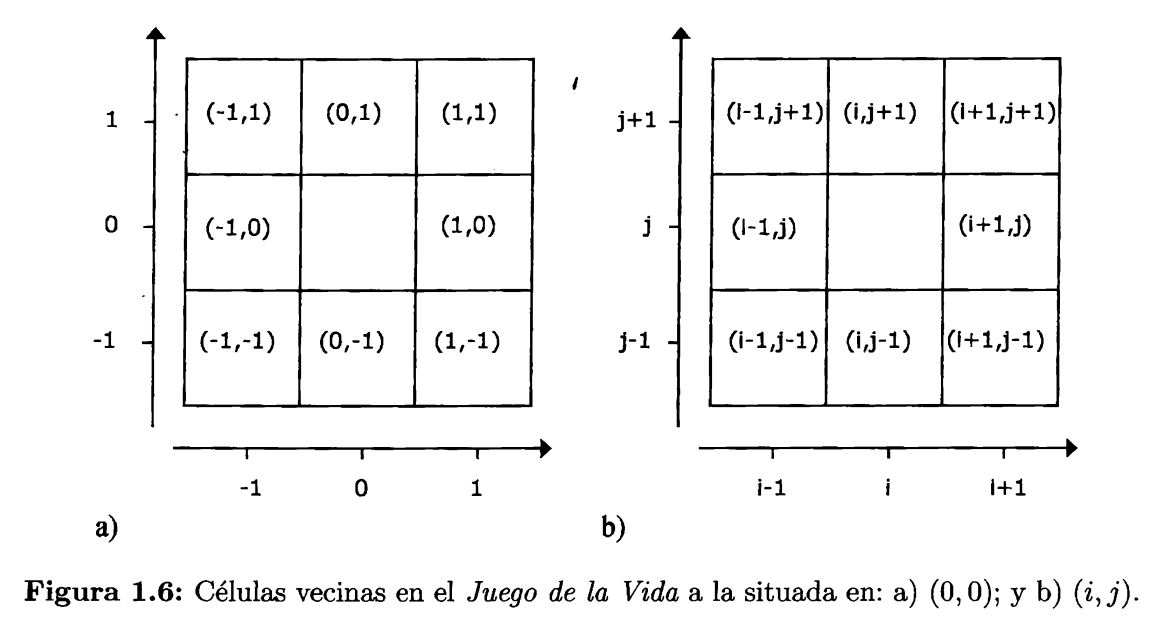 1 (-1,1) (0,1) (1,1)
0 (-1,0) (1,0)
-1 (-1,-1) (0,-1) (1,-1)
-1 0 1
a)
j+1 (i-1,j+1) (i,j+1) (i+1,j+1)
j (i-1,j) (i+1,j)
j-1 (i-1,j-1) (i,j-1) (i+1,j-1)
i-1 i i+1
b)
Figura 1.6: Células vecinas en el Juego de la Vida a la situada en: a) (0,0); y b) (i, j).